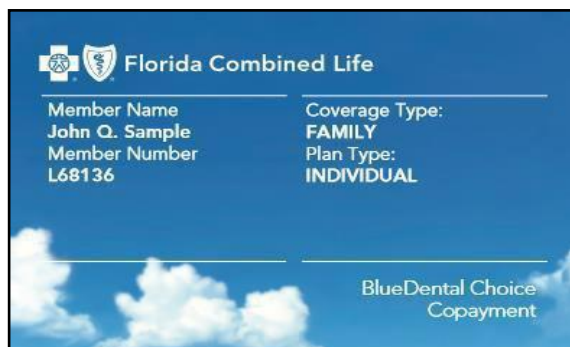 Florida Combined Life
Member Name
John Q. Sample
Member Number
L68136
Coverage Type:
FAMILY
Plan Type:
INDIVIDUAL
BlueDental Choice
Copayment